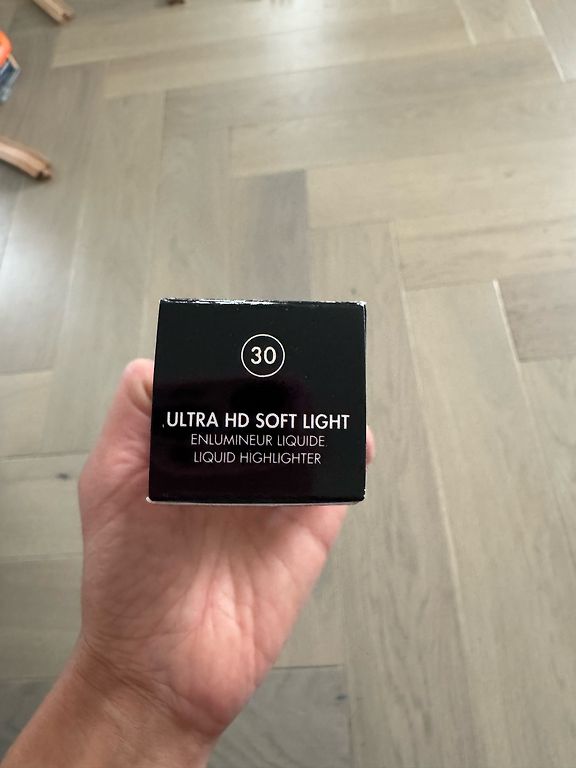 30
ULTRA HD SOFT LIGHT
ENLUMINEUR LIQUIDE
LIQUID HIGHLIGHTER